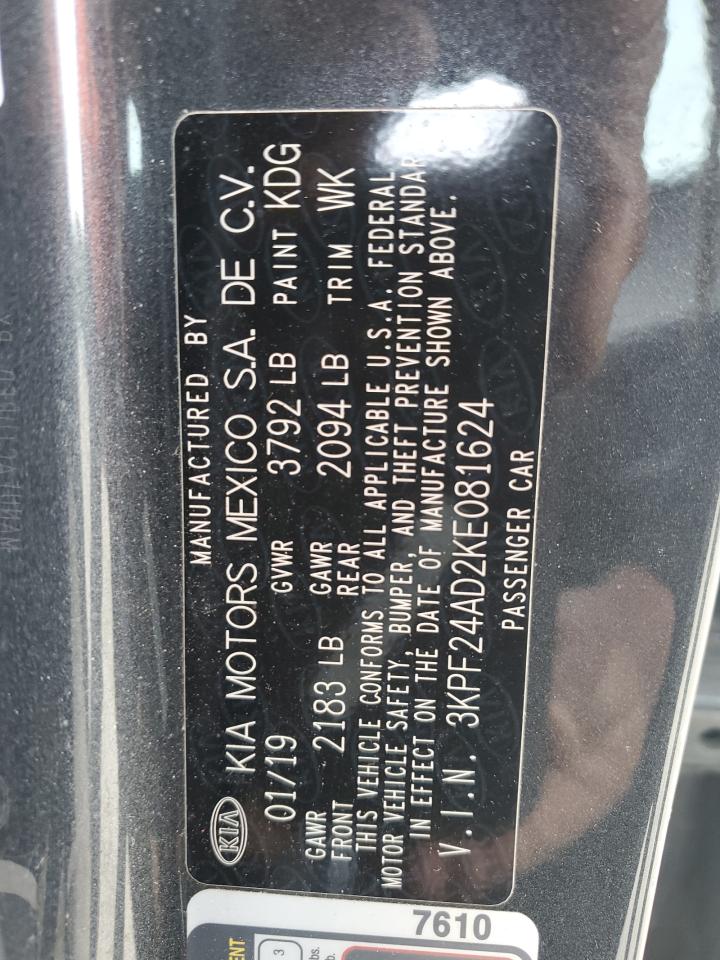 MANUFACTURED BY
KIA KIA MOTORS MEXICO S.A. DE C.V.
01/19 GVWR 3792 LB PAINT KDG
GAWR FRONT 2183 LB GAWR REAR 2094 LB TRIM WK
THIS VEHICLE CONFORMS TO ALL APPLICABLE U.S.A. FEDERAL
MOTOR VEHICLE SAFETY, BUMPER, AND THEFT PREVENTION STANDAR
IN EFFECT ON THE DATE OF MANUFACTURE SHOWN ABOVE.
V.I.N. 3KPF24AD2KE081624
PASSENGER CAR
7610
3